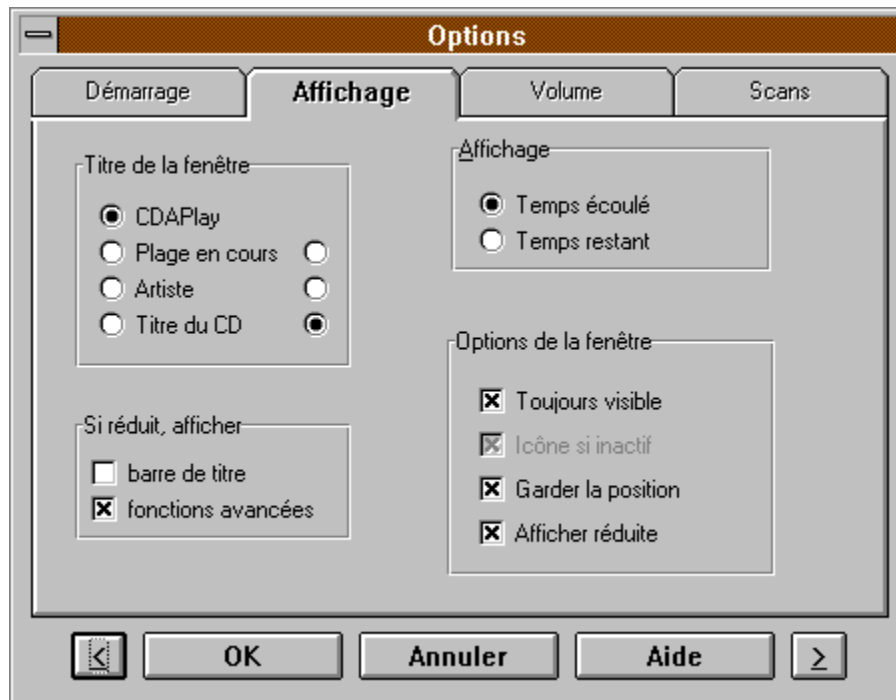 Options
Démarrage
Affichage
Volume
Scans
Titre de la fenêtre
CDAPlay
Plage en cours
Artiste
Titre du CD
Si réduit, afficher
barre de titre
fonctions avancées
Affichage
Temps écoulé
Temps restant
Options de la fenêtre
Toujours visible
Icône si inactif
Garder la position
Afficher réduite
<
OK
Annuler
Aide
>